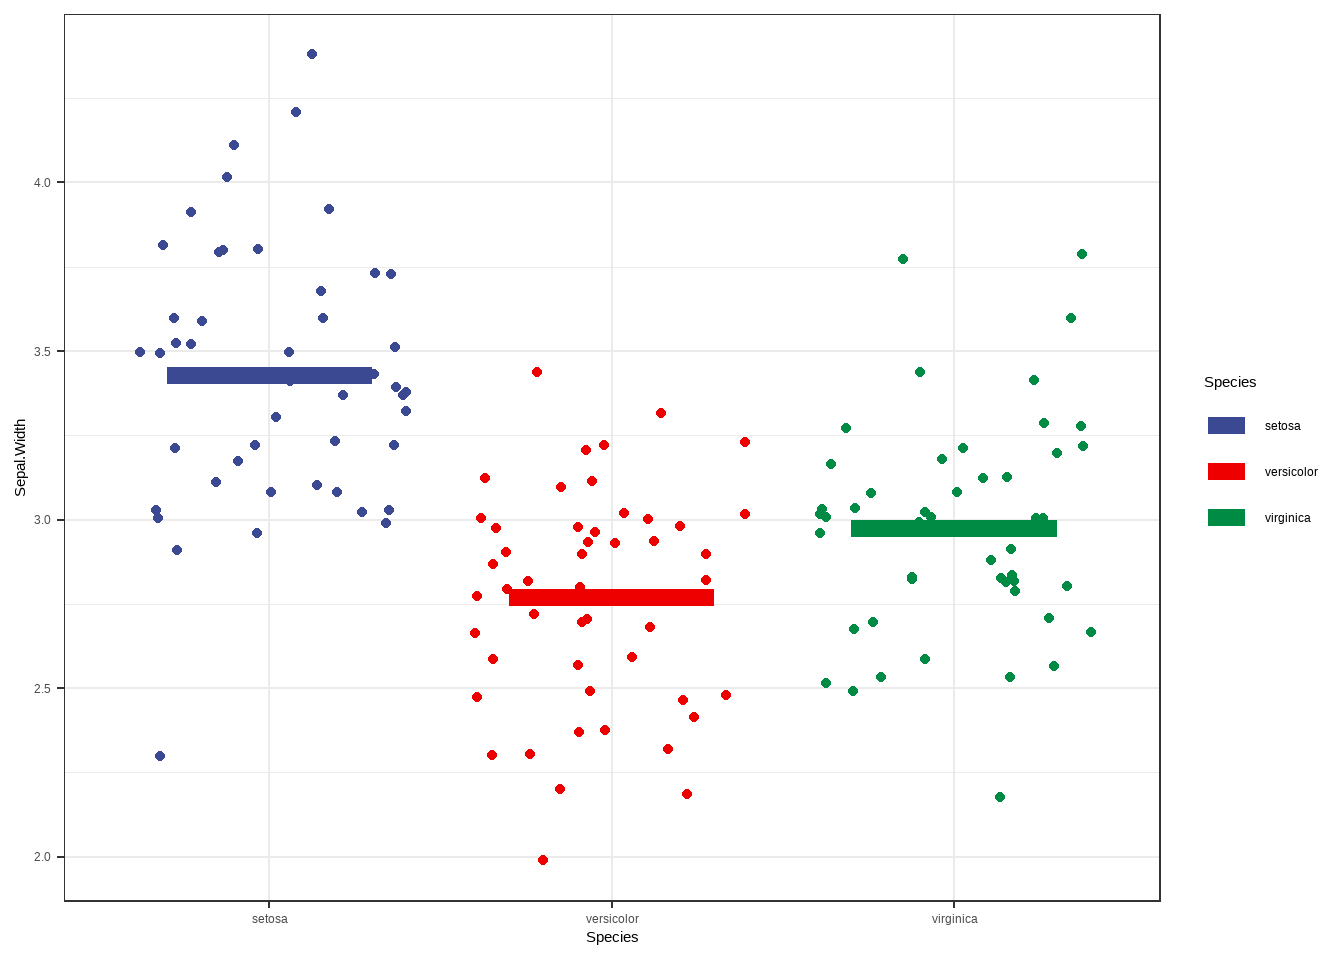 Sepal.Width
4.0
3.5
3.0
2.5
2.0
setosa
versicolor
virginica
Species
Species
setosa
versicolor
virginica